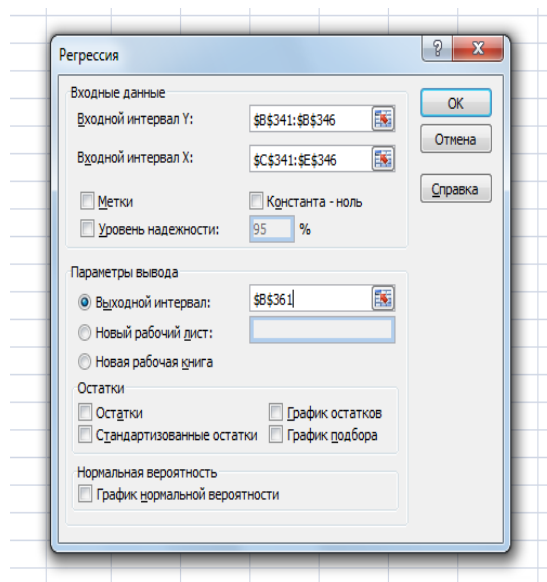 Регрессия
?
X
Входные данные
Входной интервал Y: $B$341:$B$346
Входной интервал X: $C$341:$E$346
Метки Константа - ноль
Уровень надежности: 95 %
OK
Отмена
Справка
Параметры вывода
Выходной интервал: $B$361
Новый рабочий лист:
Новая рабочая книга
Остатки
Остатки График остатков
Стандартизованные остатки График подбора
Нормальная вероятность
График нормальной вероятности